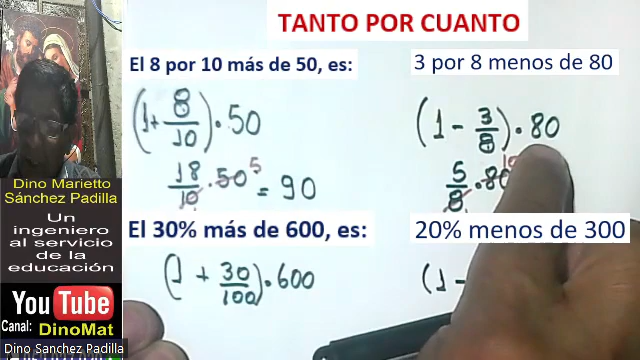 TANTO POR CUANTO
El 8 por 10 más de 50, es:
(1 + 8/10) · 50
18/10 · 50 5 = 90
3 por 8 menos de 80
(1 - 3/8) · 80
5/8 · 80
El 30% más de 600, es:
(1 + 30/100) · 600
20% menos de 300
(1 -
Dino Marietto
Sánchez Padilla
Un
ingeniero
al servicio
de la
educación
YouTube
Canal: DinoMat
Dino Sanchez Padilla